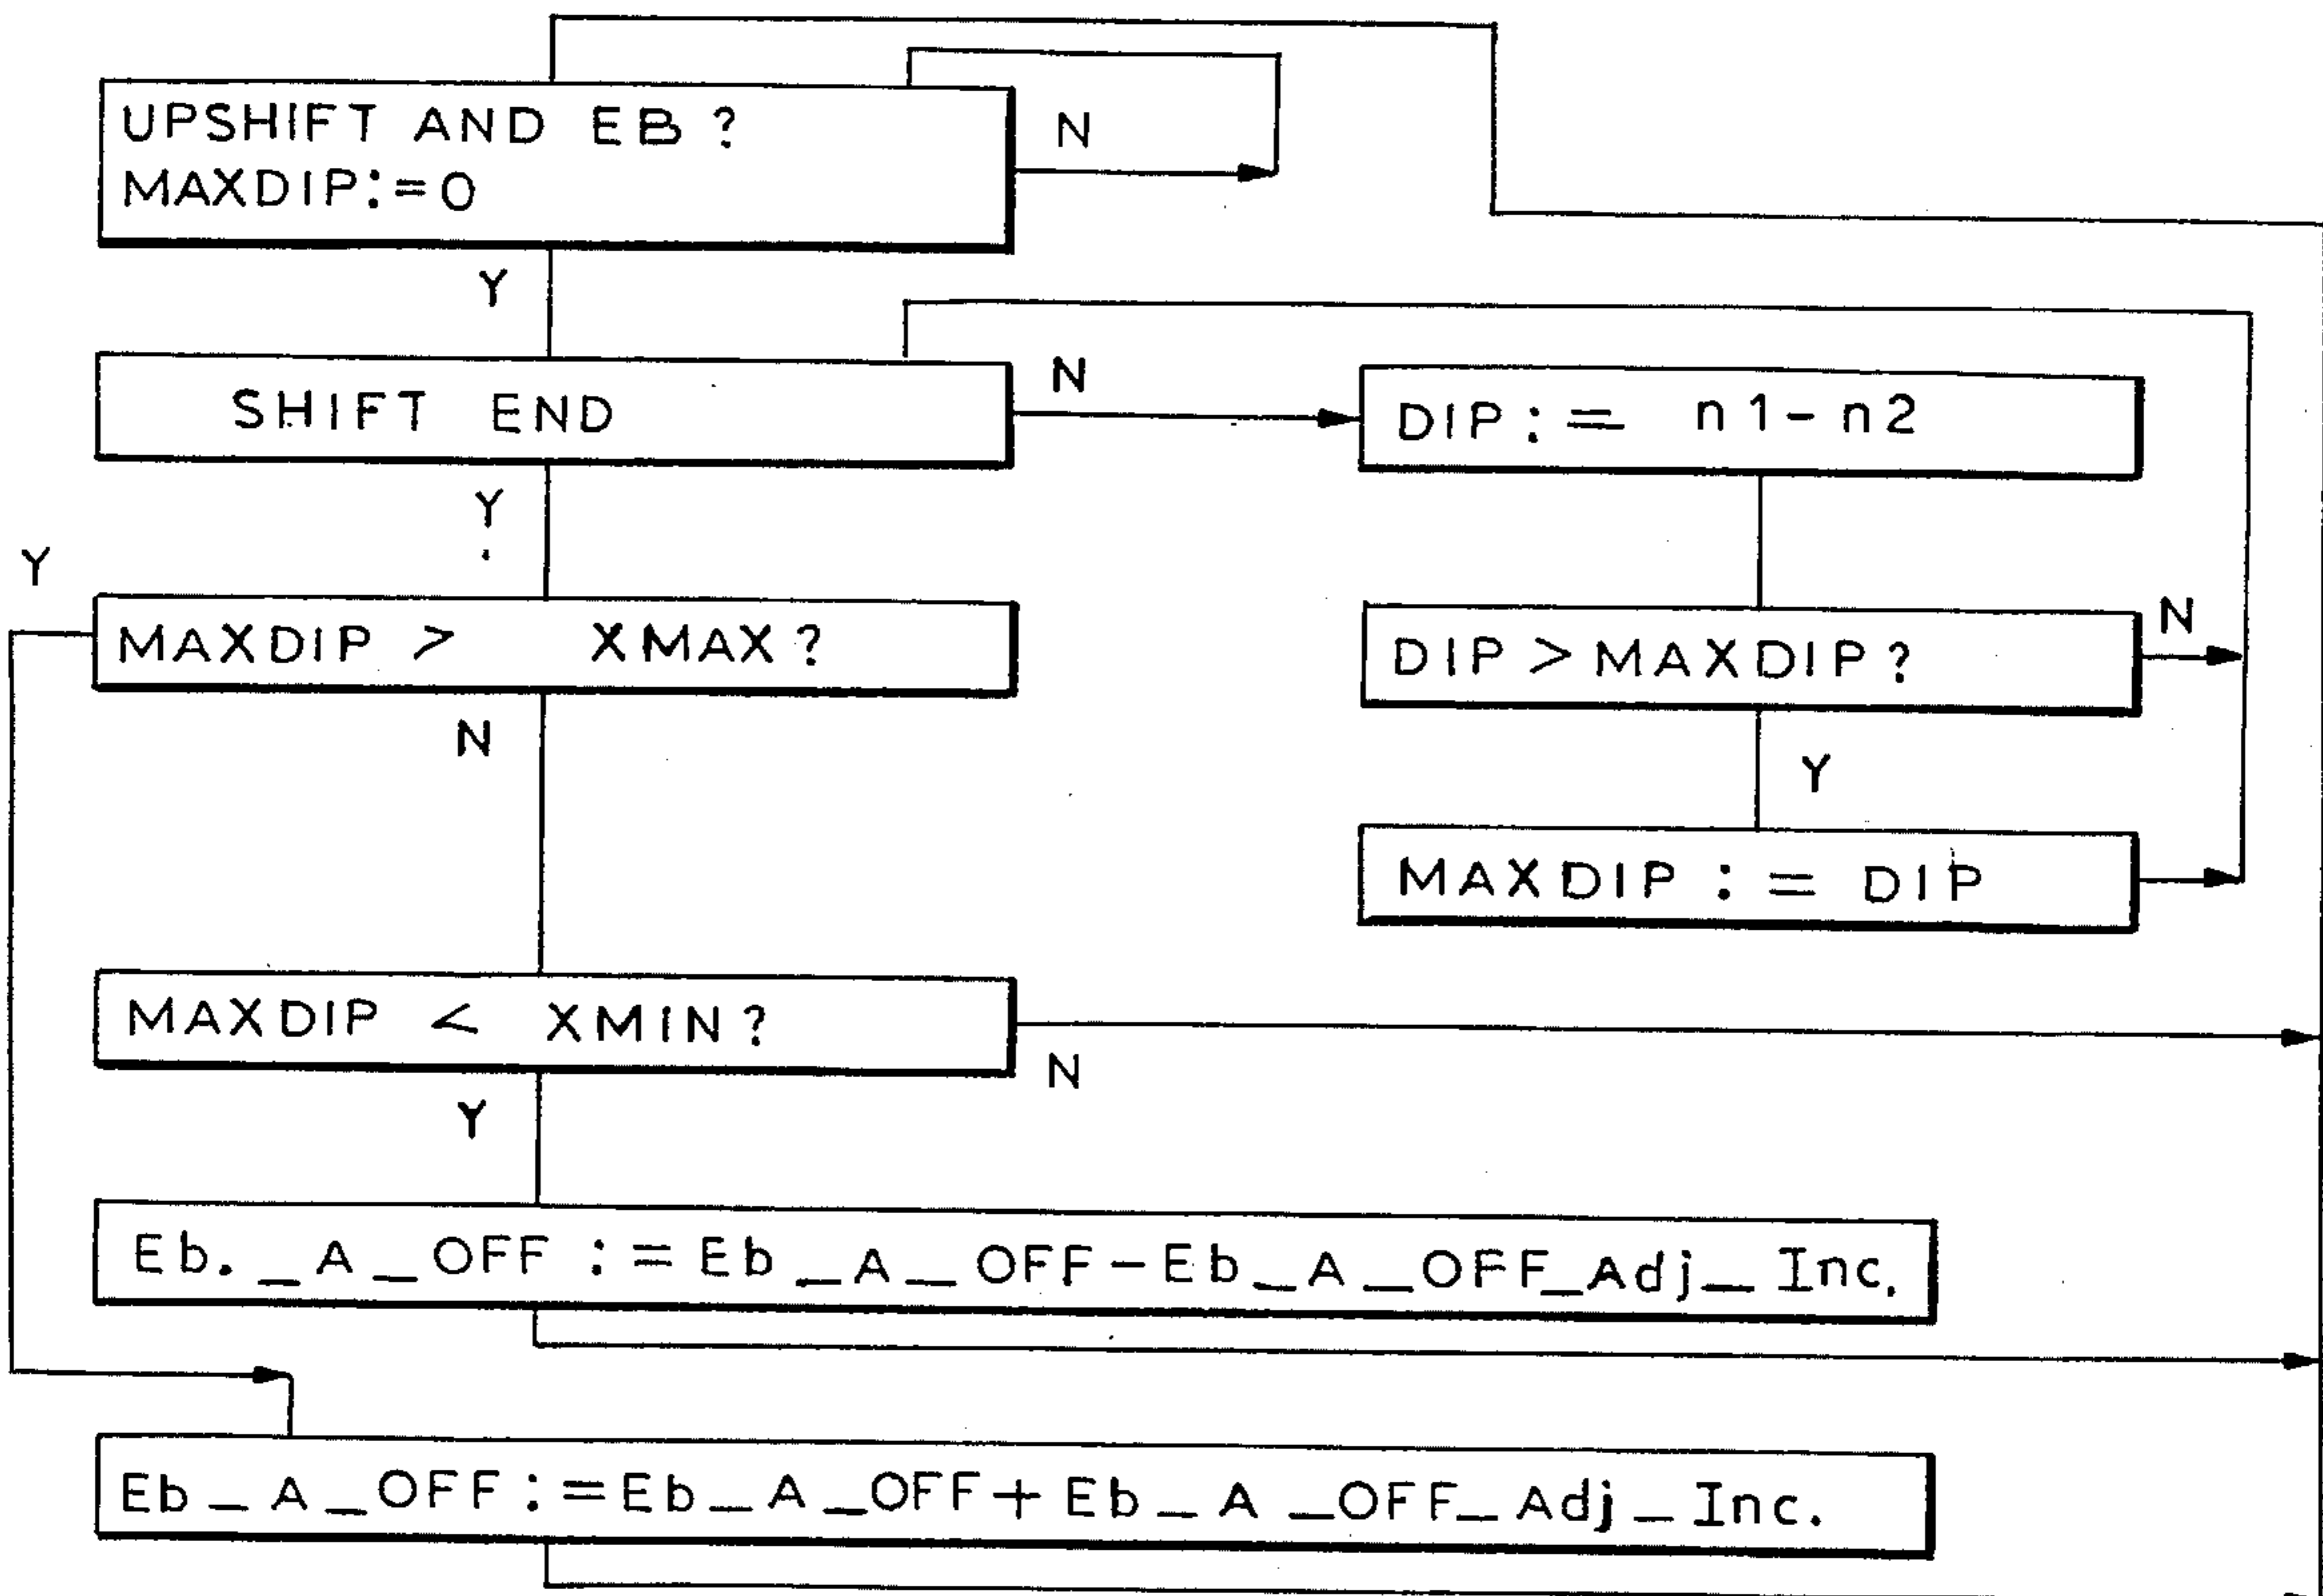 UPSHIFT AND EB ?
MAXDIP:=0
N
Y
SHIFT END
N
DIP := n1-n2
Y
Y
MAXDIP > XMAX ?
DIP > MAXDIP ?
N
N
Y
MAXDIP := DIP
MAXDIP < XMIN ?
N
Y
Eb._A_OFF := Eb_A_OFF-Eb_A_OFF_Adj_Inc.
Eb_A_OFF := Eb_A_OFF+Eb_A_OFF_Adj_Inc.